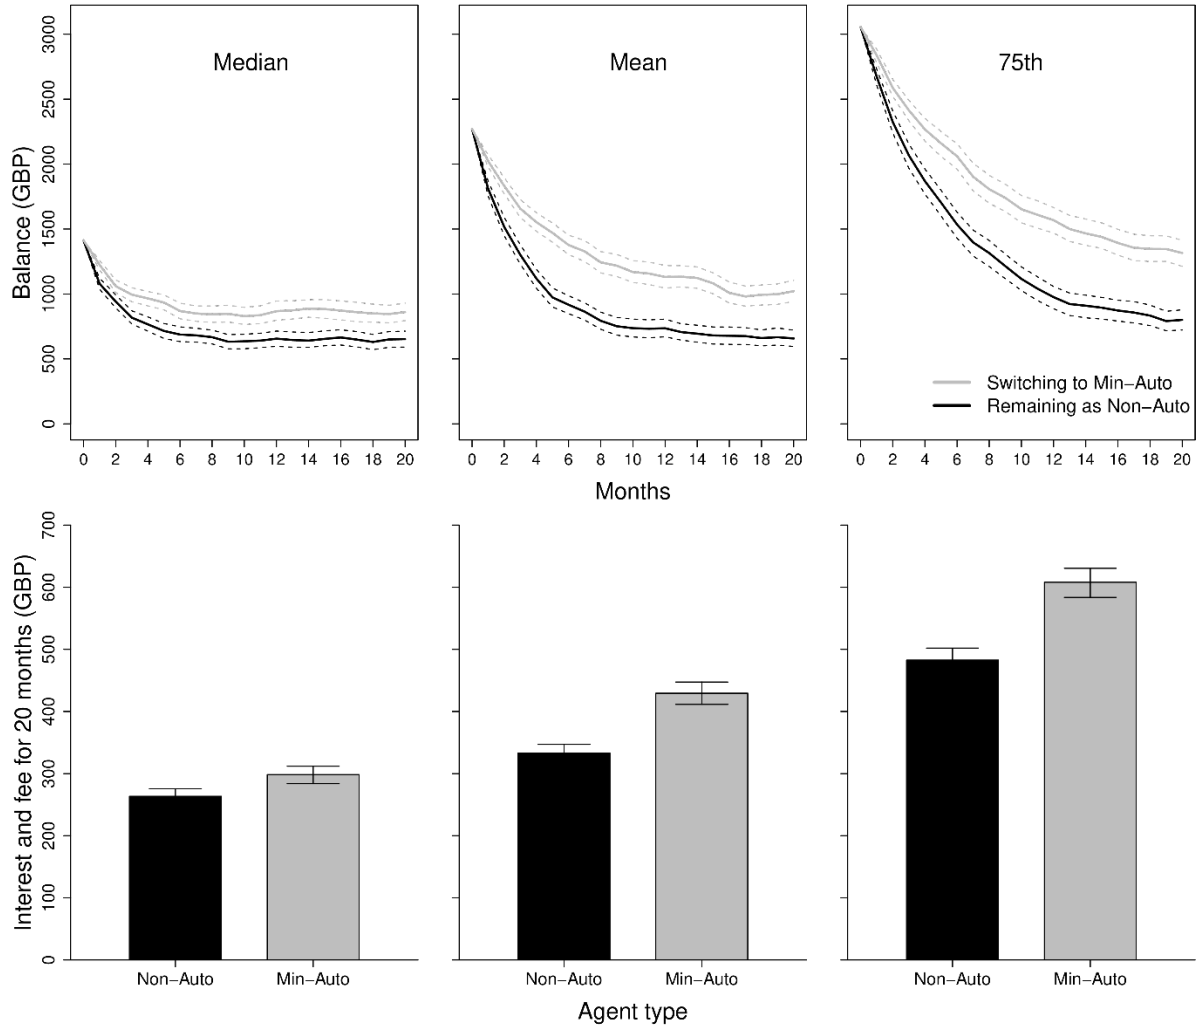 Balance (GBP)
3000
2500
2000
1500
1000
500
0
Median
Mean
75th
Switching to Min−Auto
Remaining as Non−Auto
0 2 4 6 8 10 12 14 16 18 20
0 2 4 6 8 10 12 14 16 18 20
0 2 4 6 8 10 12 14 16 18 20
Months
Interest and fee for 20 months (GBP)
700
600
500
400
300
200
100
0
Non−Auto Min−Auto
Non−Auto Min−Auto
Non−Auto Min−Auto
Agent type